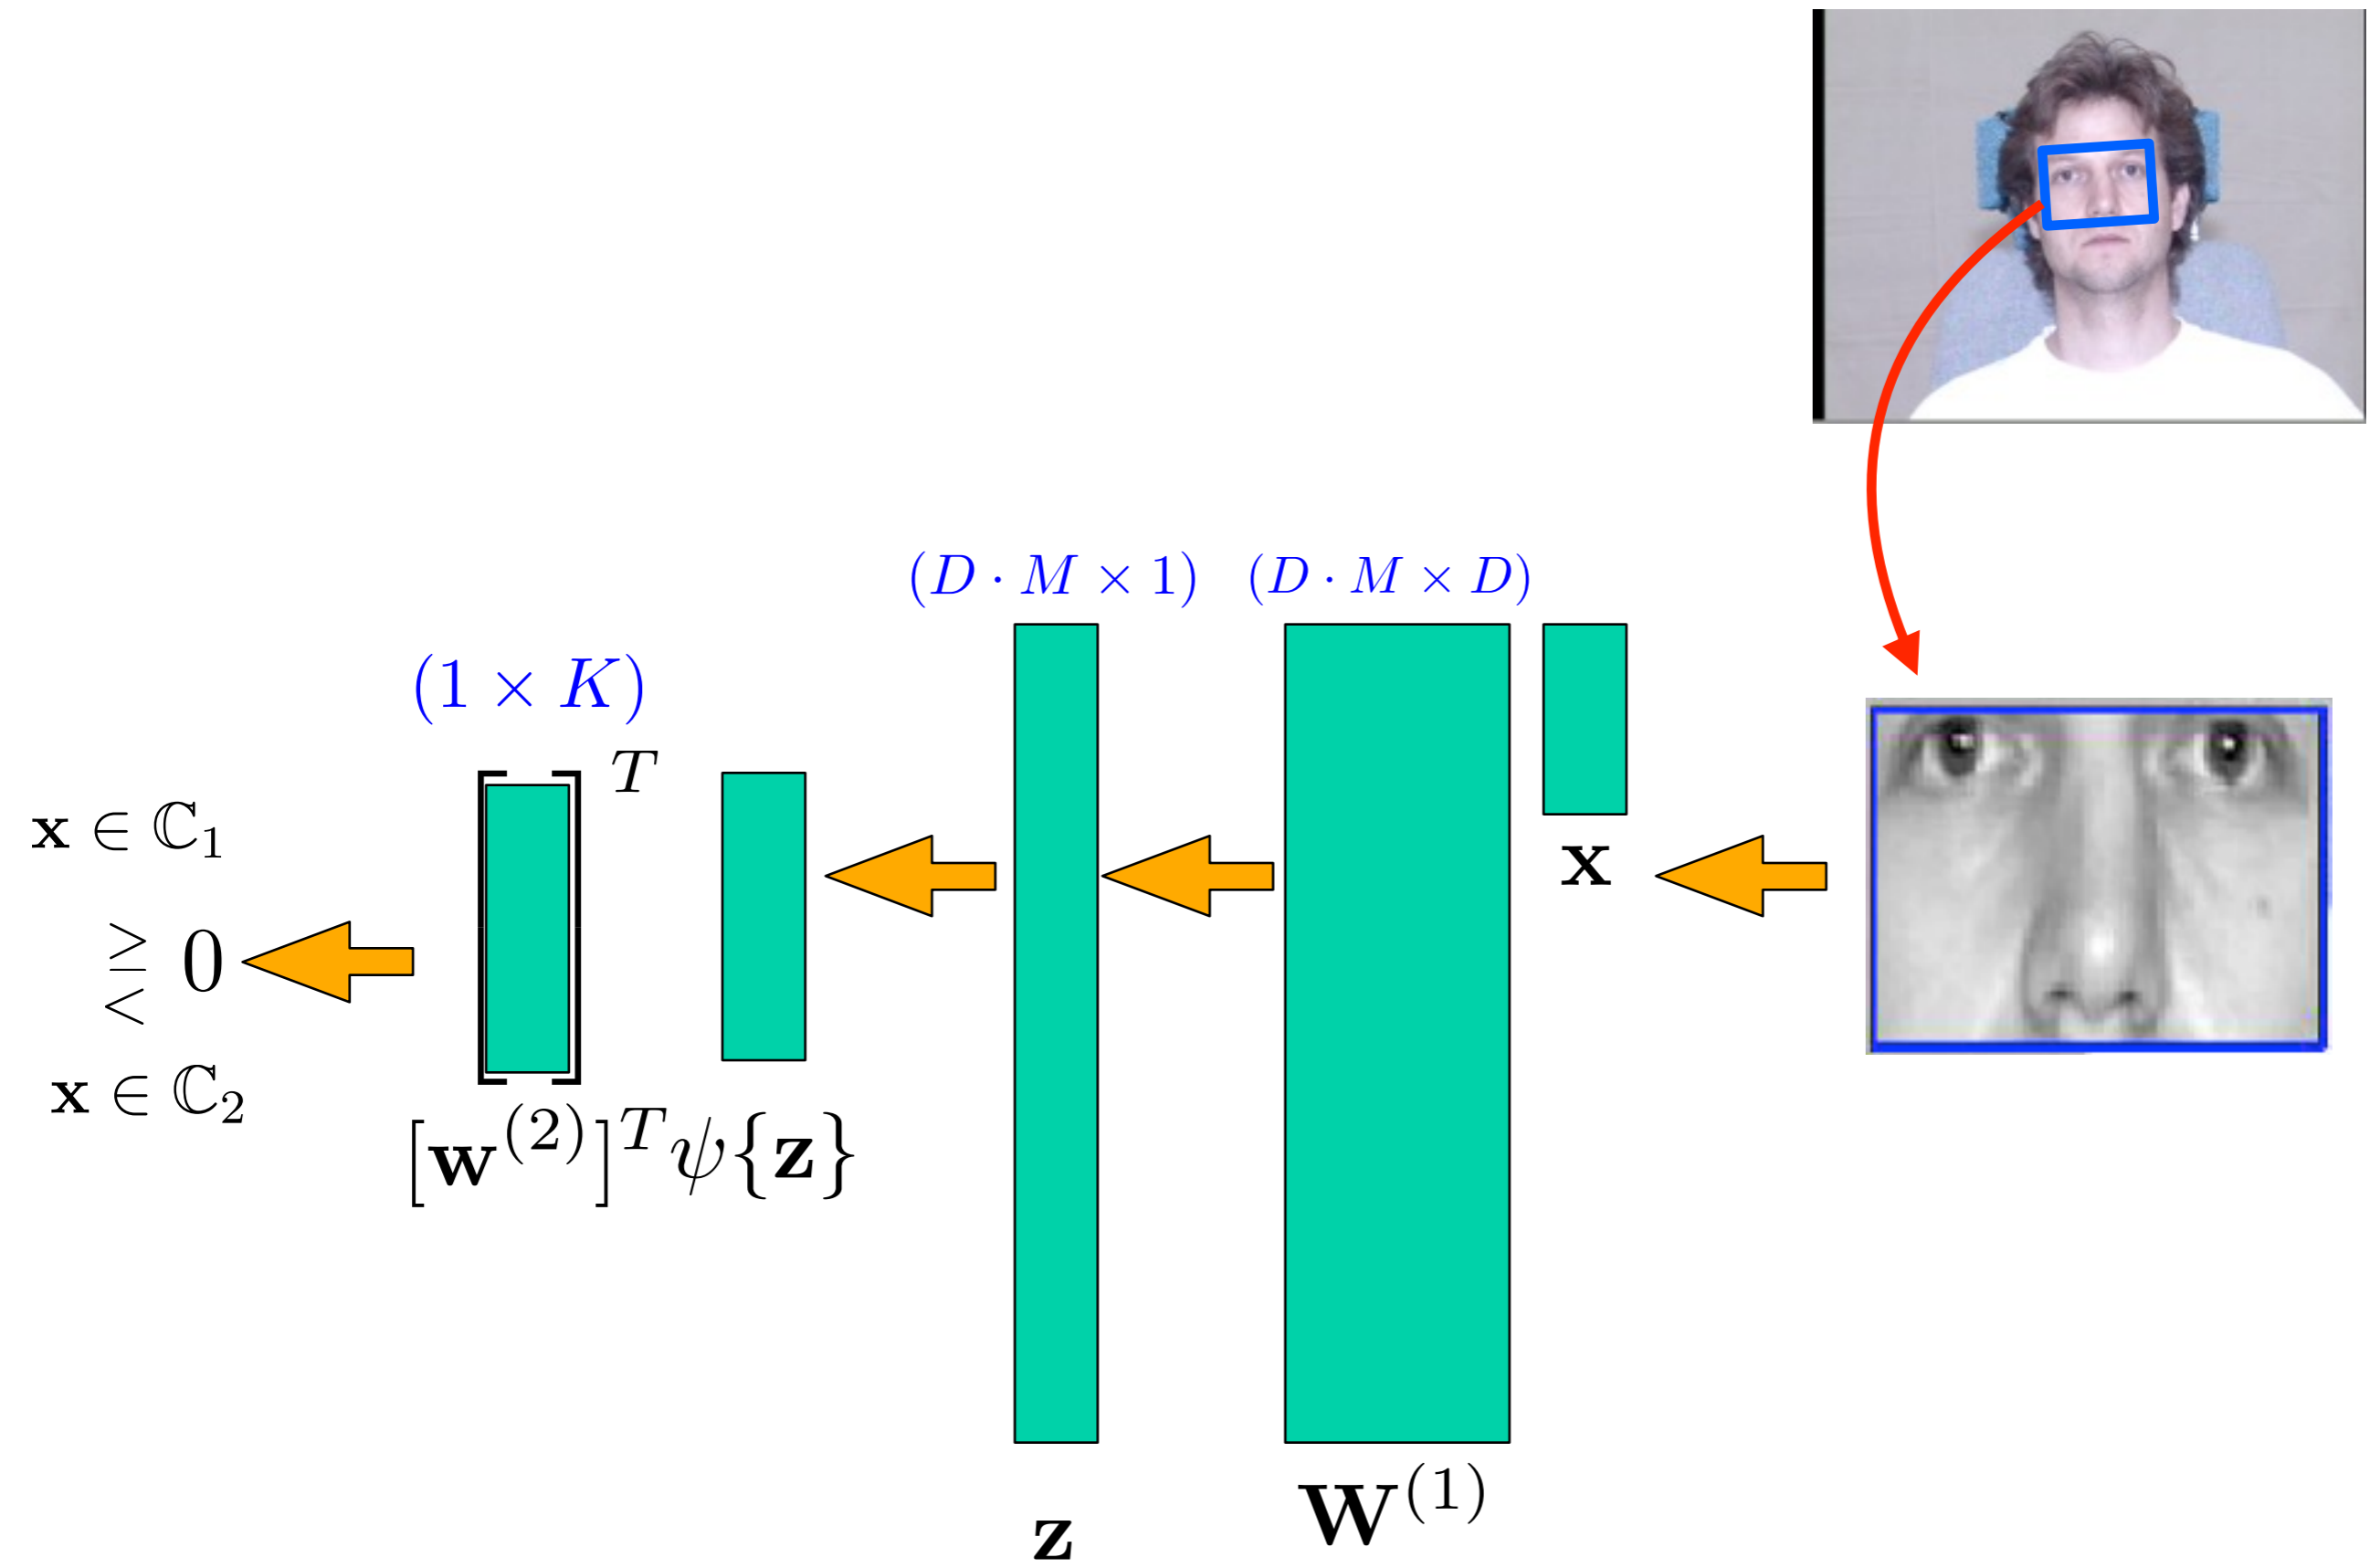 (D · M × 1)
(D · M × D)
(1 × K)
T
x ∈ ℂ₁
≥
<
0
x ∈ ℂ₂
x
[w⁽²⁾]ᵀψ{z}
z
W⁽¹⁾